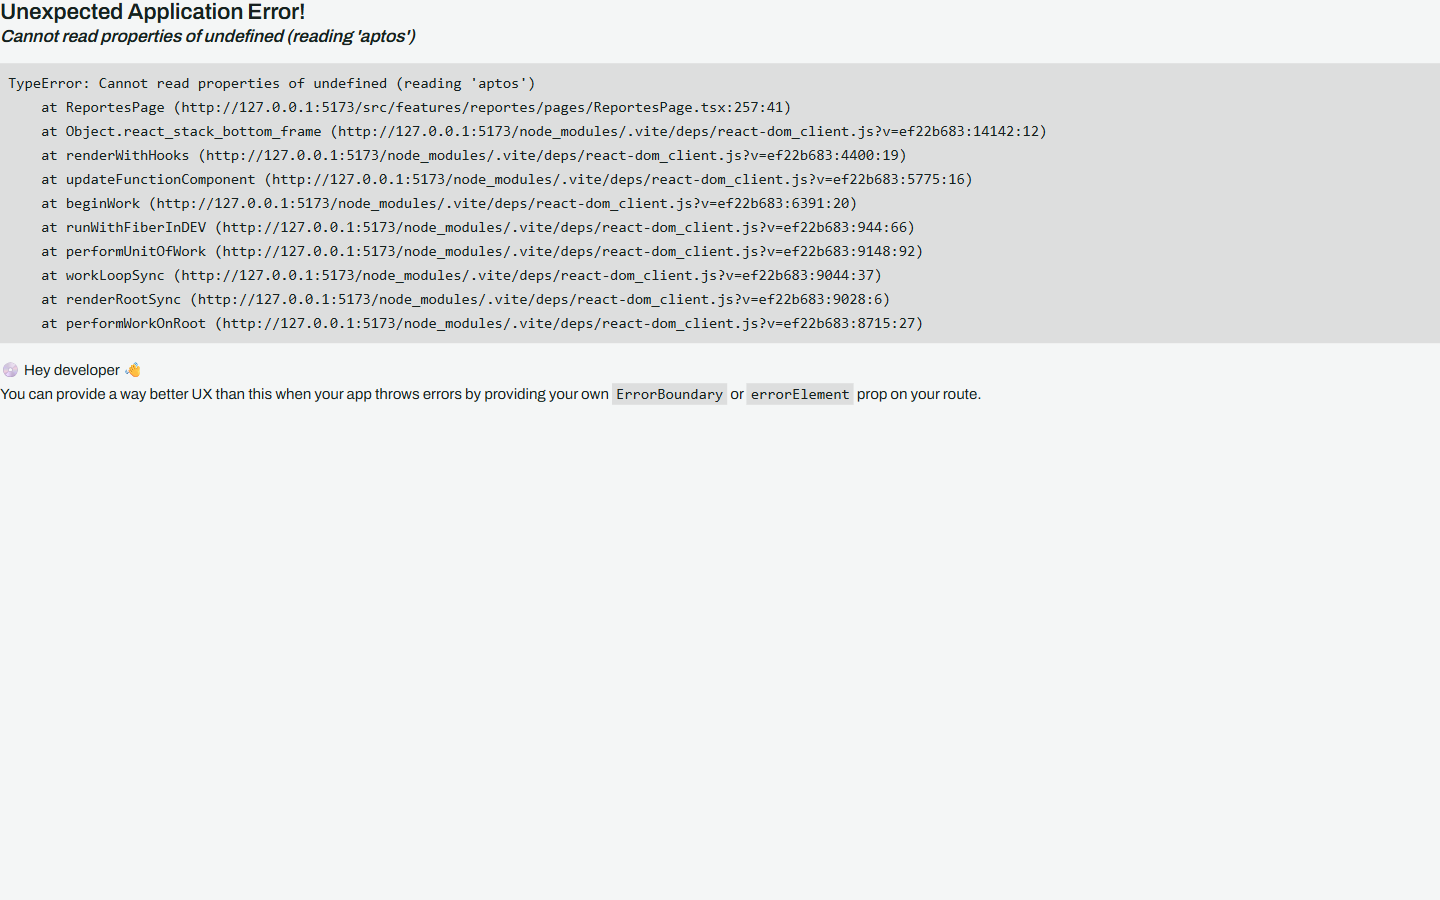 Unexpected Application Error!
Cannot read properties of undefined (reading 'aptos')
TypeError: Cannot read properties of undefined (reading 'aptos')
    at ReportesPage (http://127.0.0.1:5173/src/features/reportes/pages/ReportesPage.tsx:257:41)
    at Object.react_stack_bottom_frame (http://127.0.0.1:5173/node_modules/.vite/deps/react-dom_client.js?v=ef22b683:14142:12)
    at renderWithHooks (http://127.0.0.1:5173/node_modules/.vite/deps/react-dom_client.js?v=ef22b683:4400:19)
    at updateFunctionComponent (http://127.0.0.1:5173/node_modules/.vite/deps/react-dom_client.js?v=ef22b683:5775:16)
    at beginWork (http://127.0.0.1:5173/node_modules/.vite/deps/react-dom_client.js?v=ef22b683:6391:20)
    at runWithFiberInDEV (http://127.0.0.1:5173/node_modules/.vite/deps/react-dom_client.js?v=ef22b683:944:66)
    at performUnitOfWork (http://127.0.0.1:5173/node_modules/.vite/deps/react-dom_client.js?v=ef22b683:9148:92)
    at workLoopSync (http://127.0.0.1:5173/node_modules/.vite/deps/react-dom_client.js?v=ef22b683:9044:37)
    at renderRootSync (http://127.0.0.1:5173/node_modules/.vite/deps/react-dom_client.js?v=ef22b683:9028:6)
    at performWorkOnRoot (http://127.0.0.1:5173/node_modules/.vite/deps/react-dom_client.js?v=ef22b683:8715:27)
💿 Hey developer 👋
You can provide a way better UX than this when your app throws errors by providing your own ErrorBoundary or errorElement prop on your route.